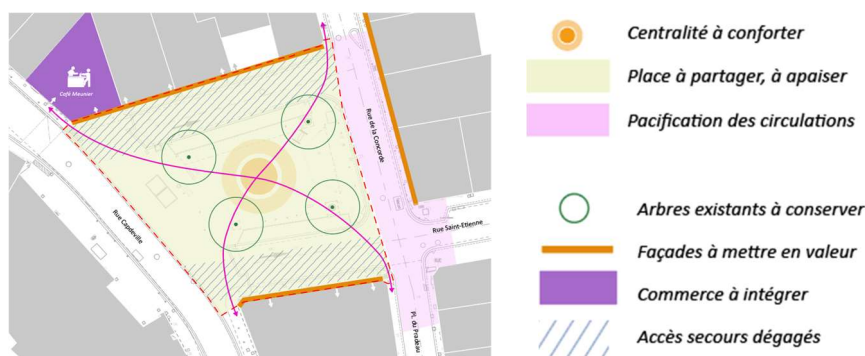 Café Meunier
Rue de la Concorde
Rue Capdeville
Rue Saint-Etienne
Pl. du Pradeau
Centralité à conforter
Place à partager, à apaiser
Pacification des circulations
Arbres existants à conserver
Façades à mettre en valeur
Commerce à intégrer
Accès secours dégagés